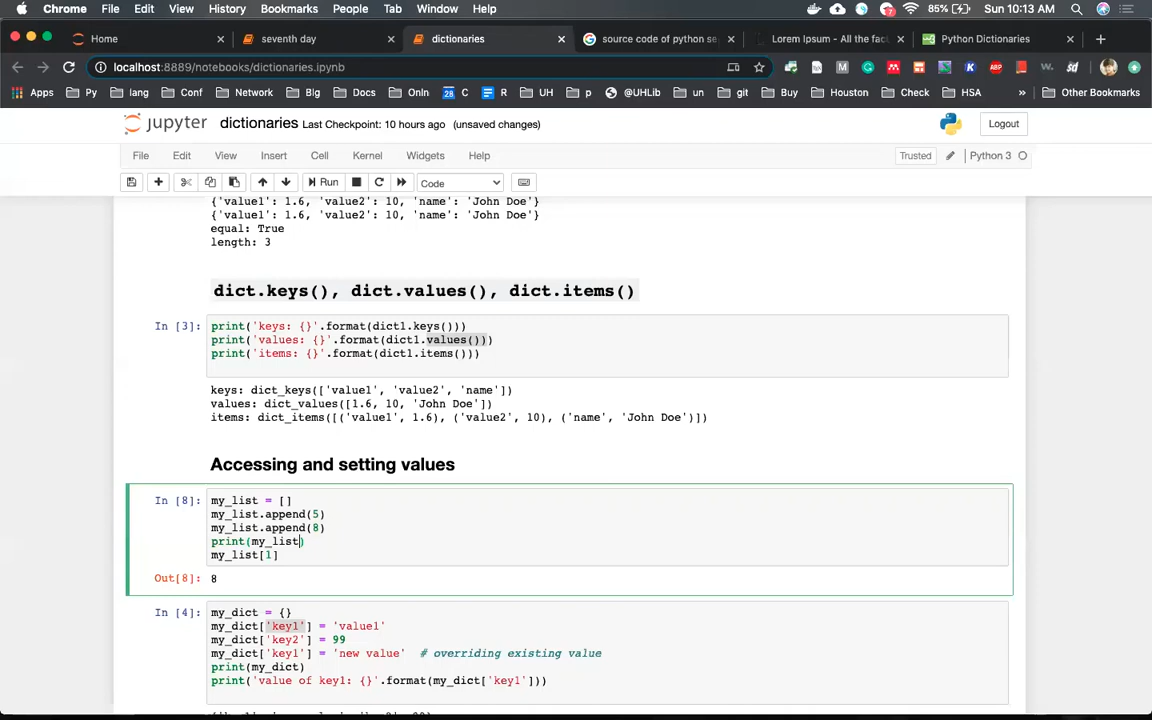 Chrome File Edit View History Bookmarks People Tab Window Help 7 85% Sun 10:13 AM
Home seventh day dictionaries source code of python se Lorem Ipsum - All the fac Python Dictionaries
localhost:8889/notebooks/dictionaries.ipynb
Apps Py lang Conf Network Blg Docs OnIn 28 C R UH p @UHLib un git Buy Houston Check HSA » Other Bookmarks
jupyter dictionaries Last Checkpoint: 10 hours ago (unsaved changes) Logout
File Edit View Insert Cell Kernel Widgets Help Trusted Python 3
Run Code
{'value1': 1.6, 'value2': 10, 'name': 'John Doe'}
{'value1': 1.6, 'value2': 10, 'name': 'John Doe'}
equal: True
length: 3
dict.keys(), dict.values(), dict.items()
In [3]: print('keys: {}'.format(dict1.keys()))
print('values: {}'.format(dict1.values()))
print('items: {}'.format(dict1.items()))
keys: dict_keys(['value1', 'value2', 'name'])
values: dict_values([1.6, 10, 'John Doe'])
items: dict_items([('value1', 1.6), ('value2', 10), ('name', 'John Doe')])
Accessing and setting values
In [8]: my_list = []
my_list.append(5)
my_list.append(8)
print(my_list)
my_list[1]
Out[8]: 8
In [4]: my_dict = {}
my_dict['key1'] = 'value1'
my_dict['key2'] = 99
my_dict['key1'] = 'new value' # overriding existing value
print(my_dict)
print('value of key1: {}'.format(my_dict['key1']))